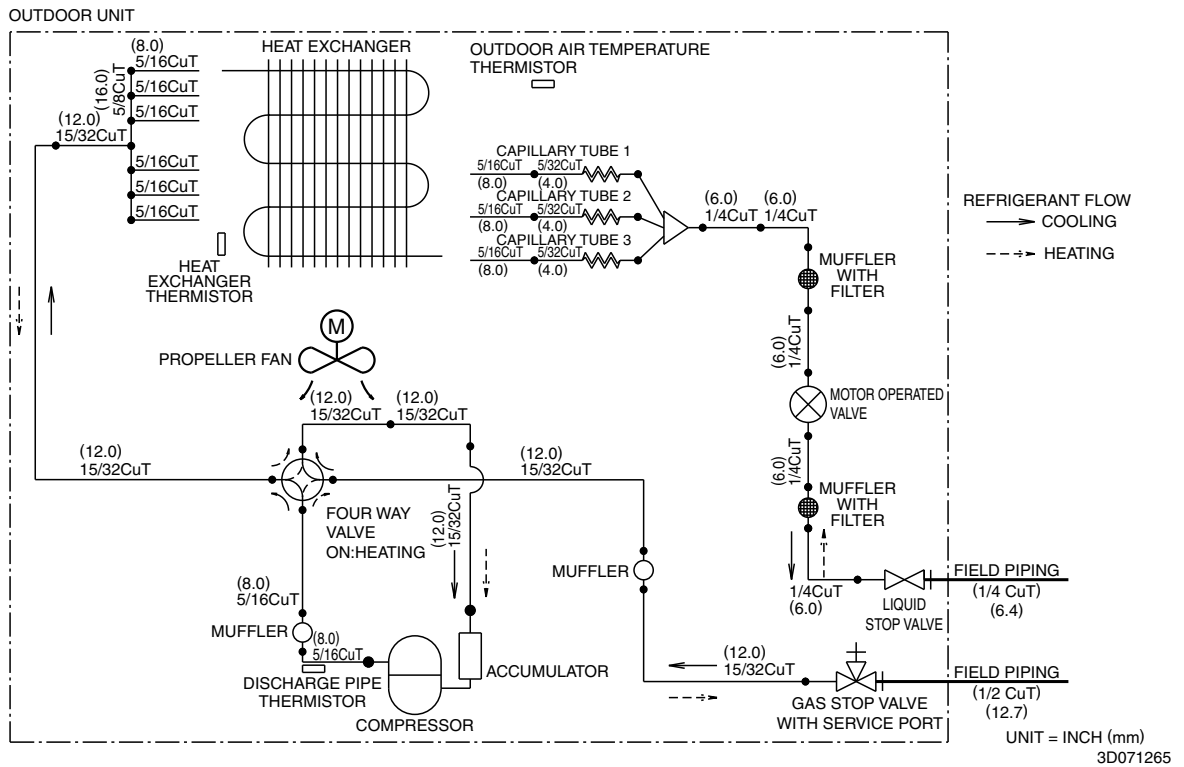 OUTDOOR UNIT
(8.0)
5/16CuT
5/16CuT
5/16CuT
(16.0)
5/8CuT
(12.0)
15/32CuT
5/16CuT
5/16CuT
5/16CuT
HEAT EXCHANGER
HEAT
EXCHANGER
THERMISTOR
OUTDOOR AIR TEMPERATURE
THERMISTOR
CAPILLARY TUBE 1
5/16CuT 5/32CuT
(8.0) (4.0)
CAPILLARY TUBE 2
5/16CuT 5/32CuT
(8.0) (4.0)
CAPILLARY TUBE 3
5/16CuT 5/32CuT
(8.0) (4.0)
(6.0) (6.0)
1/4CuT 1/4CuT
MUFFLER
WITH
FILTER
(6.0)
1/4CuT
MOTOR OPERATED
VALVE
(6.0)
1/4CuT
MUFFLER
WITH
FILTER
REFRIGERANT FLOW
COOLING
HEATING
M
PROPELLER FAN
(12.0) (12.0)
15/32CuT 15/32CuT
(12.0)
15/32CuT
(12.0)
15/32CuT
FOUR WAY
VALVE
ON:HEATING
(12.0)
15/32CuT
(8.0)
5/16CuT
MUFFLER
(8.0)
5/16CuT
DISCHARGE PIPE
THERMISTOR
COMPRESSOR
ACCUMULATOR
MUFFLER
1/4CuT
(6.0)
LIQUID
STOP VALVE
FIELD PIPING
(1/4 CuT)
(6.4)
(12.0)
15/32CuT
GAS STOP VALVE
WITH SERVICE PORT
FIELD PIPING
(1/2 CuT)
(12.7)
UNIT = INCH (mm)
3D071265